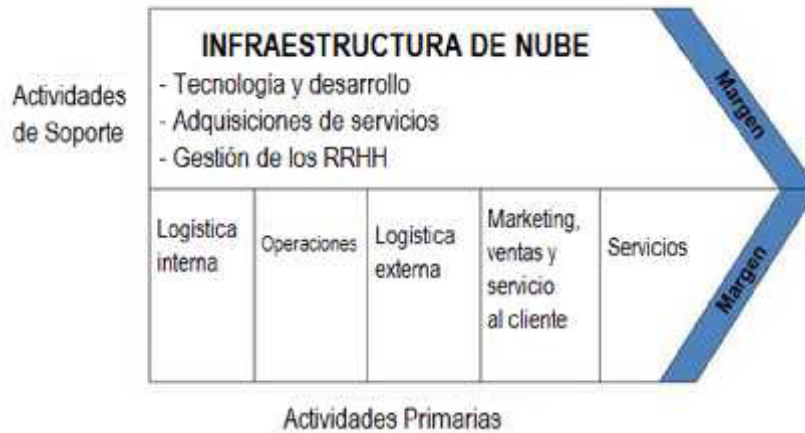 INFRAESTRUCTURA DE NUBE
Actividades
de Soporte
- Tecnología y desarrollo
- Adquisiciones de servicios
- Gestión de los RRHH
Margen
Logística
interna
Operaciones
Logística
externa
Marketing,
ventas y
servicio
al cliente
Servicios
Margen
Actividades Primarias